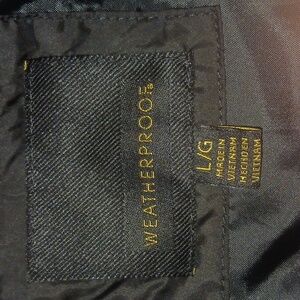 WEATHERPROOF®
L/G
MADE IN
VIETNAM
HECHO EN
VIETNAM